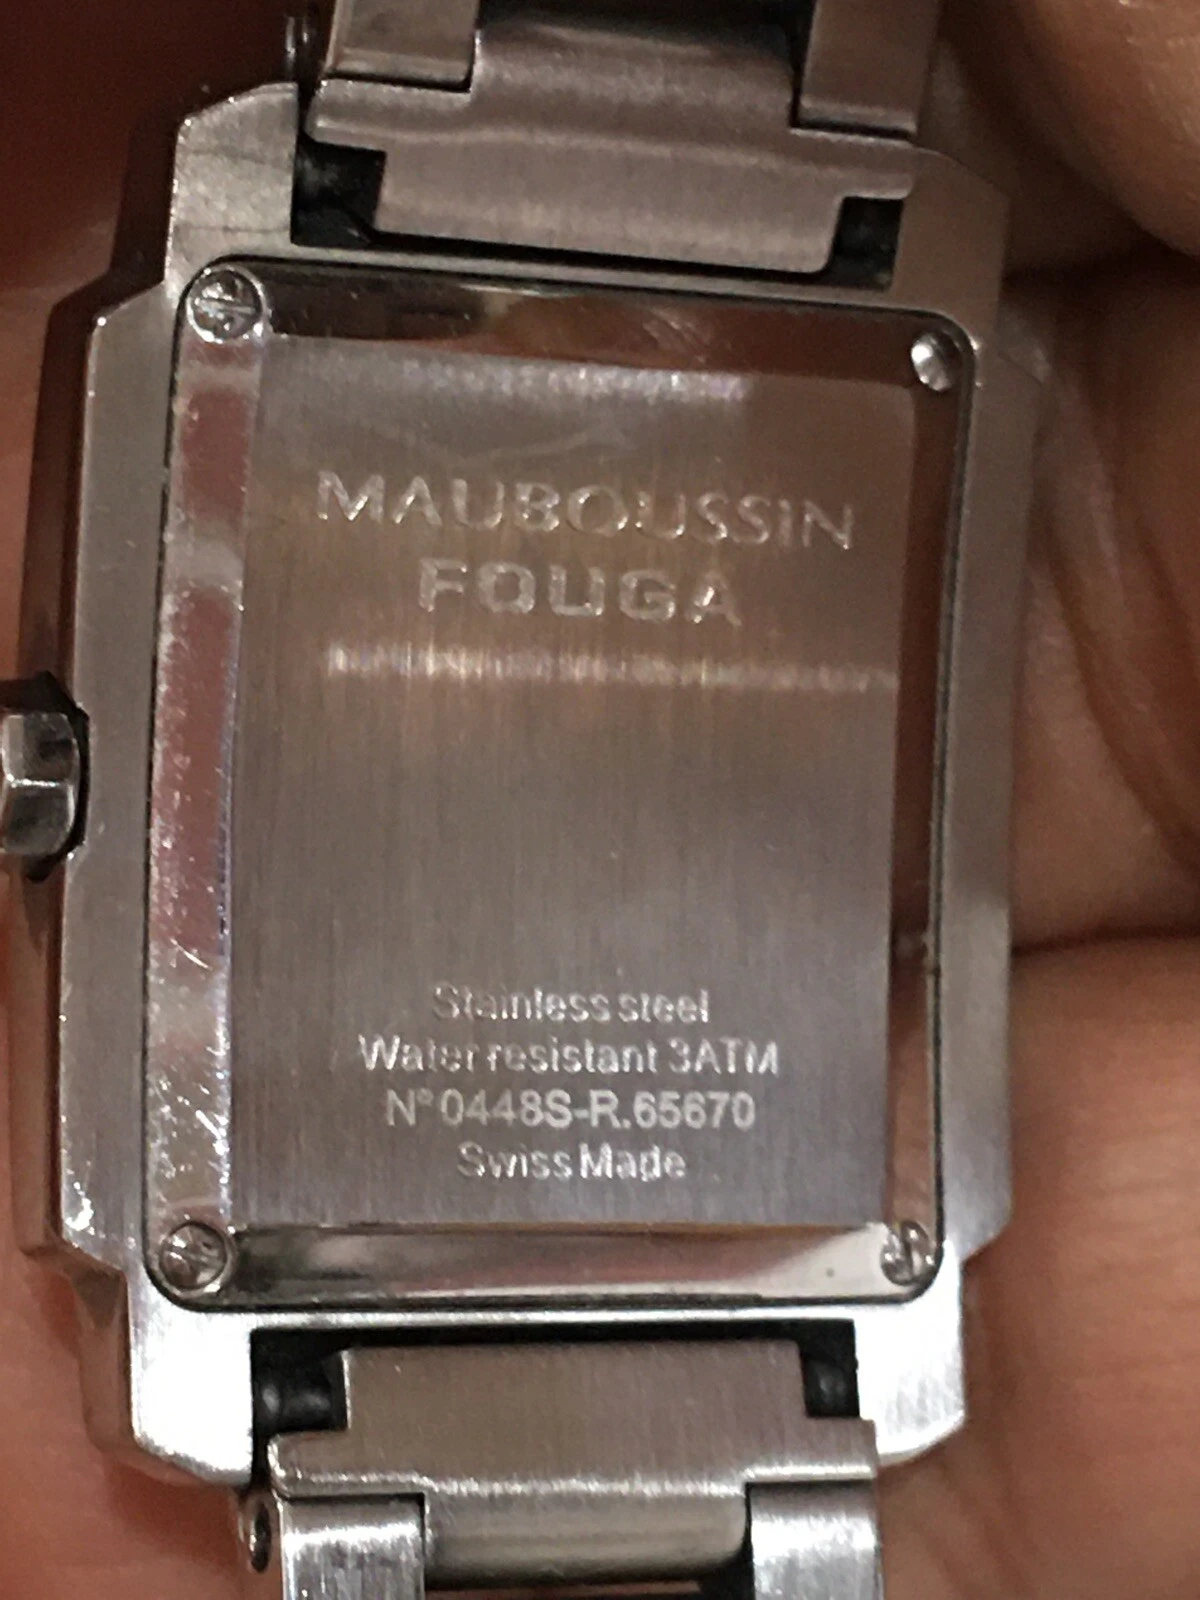 MAUBOUSSIN
FOUGA
Stainless steel
Water resistant 3ATM
N° 0448S-R.65670
Swiss Made